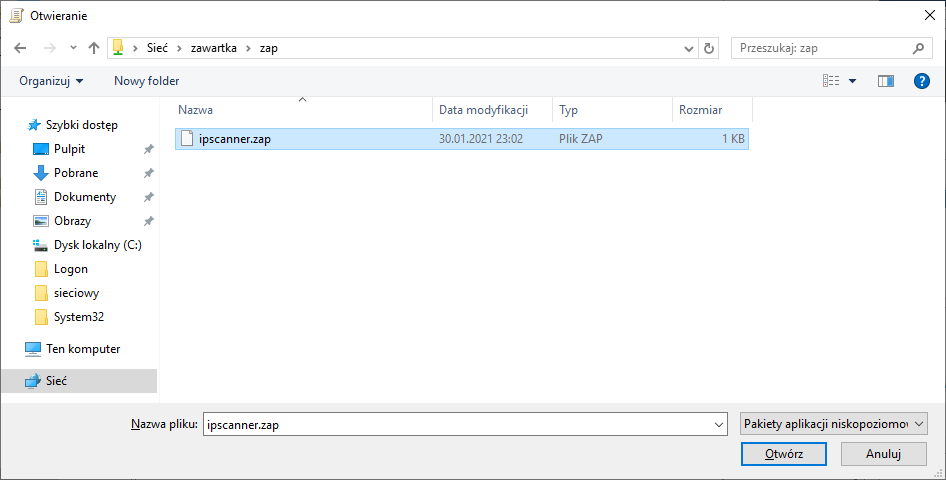 Otwieranie
Sieć zawartka zap
Przeszukaj: zap
Organizuj New folder
?
Nazwa Data modyfikacji Typ Rozmiar
ipscanner.zap 30.01.2021 23:02 Plik ZAP 1 KB
Szybki dostęp
Pulpit
Pobrane
Dokumenty
Obrazy
Dysk lokalny (C:)
Logon
sieciowy
System32
Ten komputer
Sieć
Nazwa pliku: ipscanner.zap
Pakiety aplikacji niskopoziomow
Otwórz Anuluj